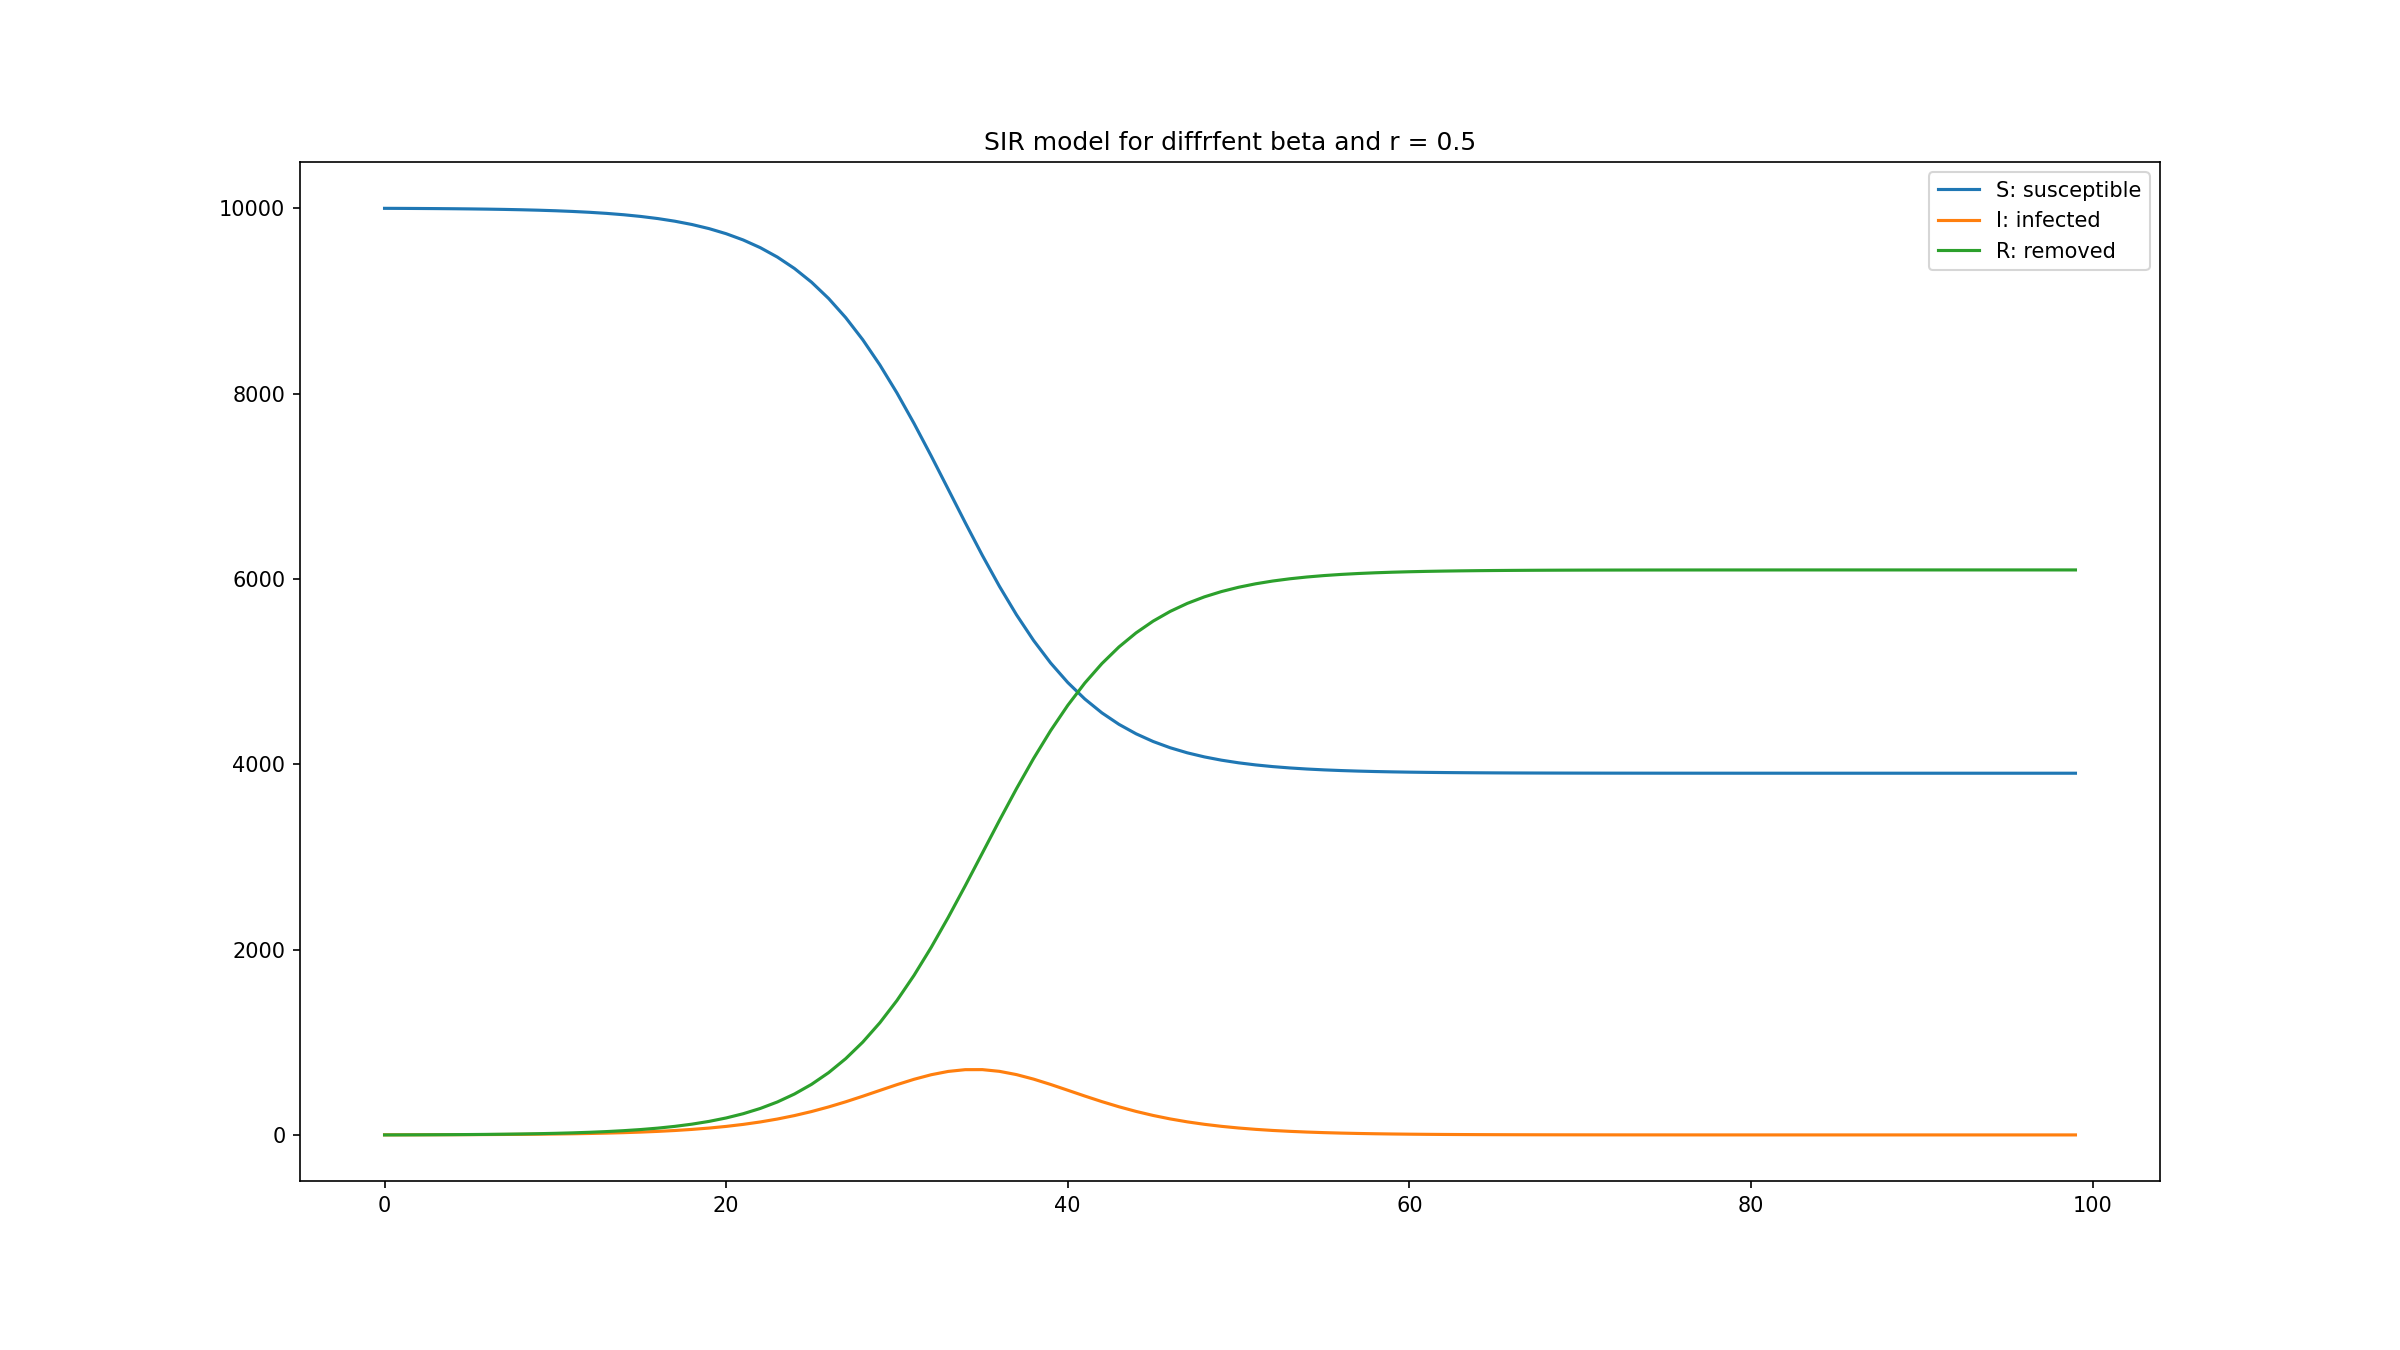 SIR model for diffrfent beta and r = 0.5
S: susceptible
I: infected
R: removed
10000
8000
6000
4000
2000
0
0 20 40 60 80 100